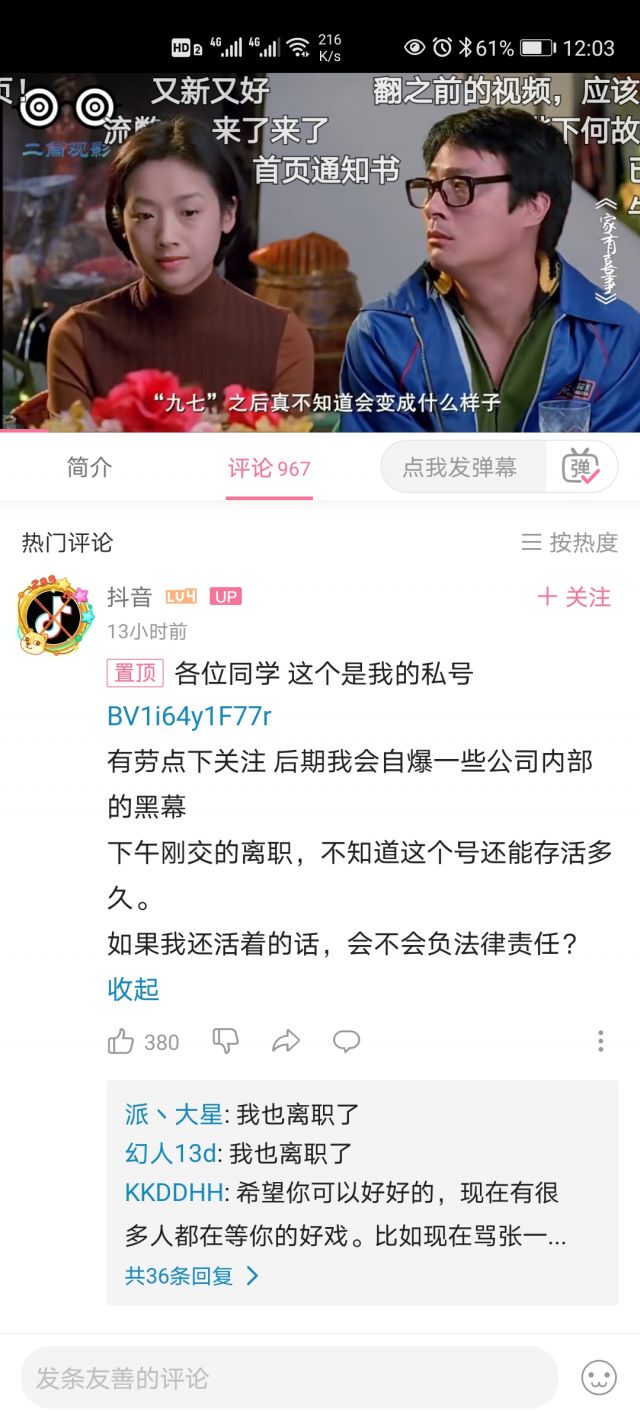 HD 2 4G 4G 216 K/s 61% 12:03
又新又好 翻之前的视频，应该
来了来了 下何故
二筒观影
首页通知书
《家有喜事》
“九七”之后真不知道会变成什么样子
简介 评论 967 点我发弹幕 弹
热门评论 按热度
抖音 LV4 UP + 关注
13小时前
置顶 各位同学 这个是我的私号
BV1i64y1F77r
有劳点下关注 后期我会自爆一些公司内部
的黑幕
下午刚交的离职，不知道这个号还能存活多
久。
如果我还活着的话，会不会负法律责任？
收起
380
派丶大星: 我也离职了
幻人13d: 我也离职了
KKDDHH: 希望你可以好好的，现在有很
多人都在等你的好戏。比如现在骂张一...
共36条回复
发条友善的评论